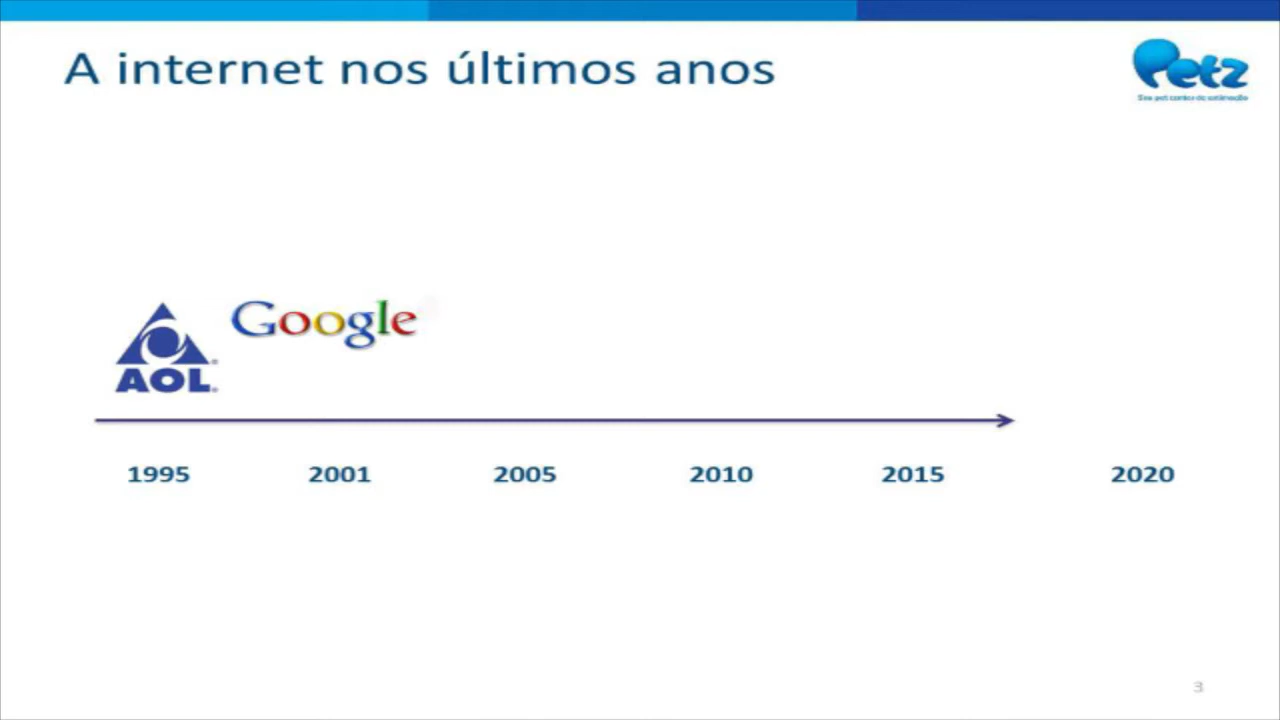 A internet nos últimos anos
Petz
Google
AOL
1995 2001 2005 2010 2015 2020
3